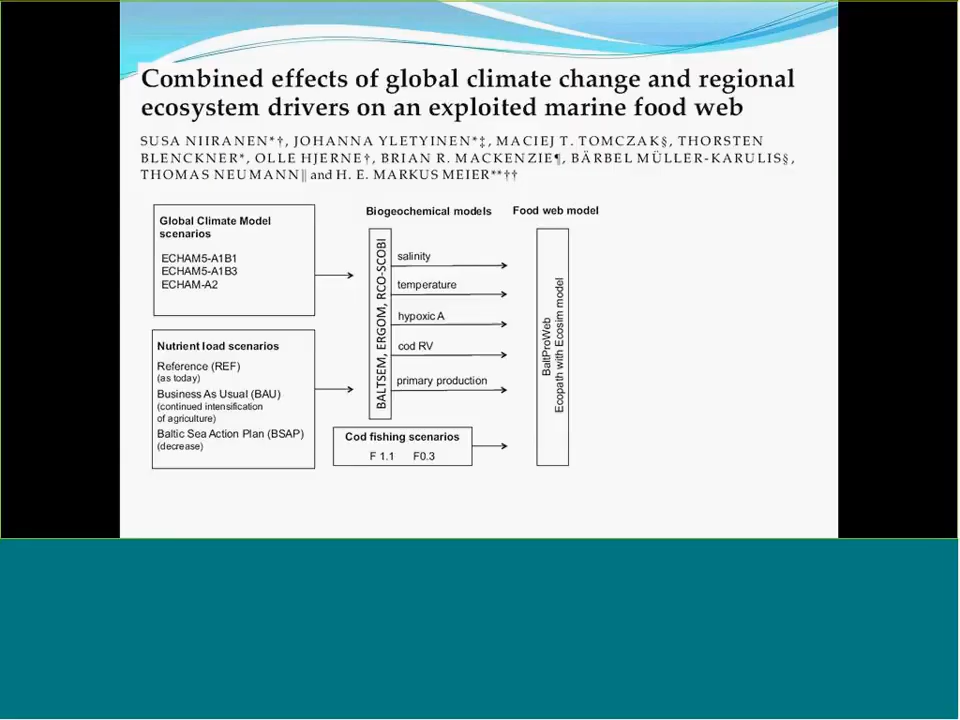 Combined effects of global climate change and regional
ecosystem drivers on an exploited marine food web
SUSA NIIRANEN*†, JOHANNA YLETYINEN*‡, MACIEJ T. TOMCZAK§, THORSTEN
BLENCKNER*, OLLE HJERNE†, BRIAN R. MACKENZIE¶, BÄRBEL MÜLLER-KARULIS§,
THOMAS NEUMANN‖ and H. E. MARKUS MEIER**††
Global Climate Model
scenarios
ECHAM5-A1B1
ECHAM5-A1B3
ECHAM-A2
Nutrient load scenarios
Reference (REF)
(as today)
Business As Usual (BAU)
(continued intensification
of agriculture)
Baltic Sea Action Plan (BSAP)
(decrease)
Biogeochemical models
BALTSEM, ERGOM, RCO-SCOBI
salinity
temperature
hypoxic A
cod RV
primary production
Cod fishing scenarios
F 1.1 F0.3
Food web model
BaltProWeb
Ecopath with Ecosim model